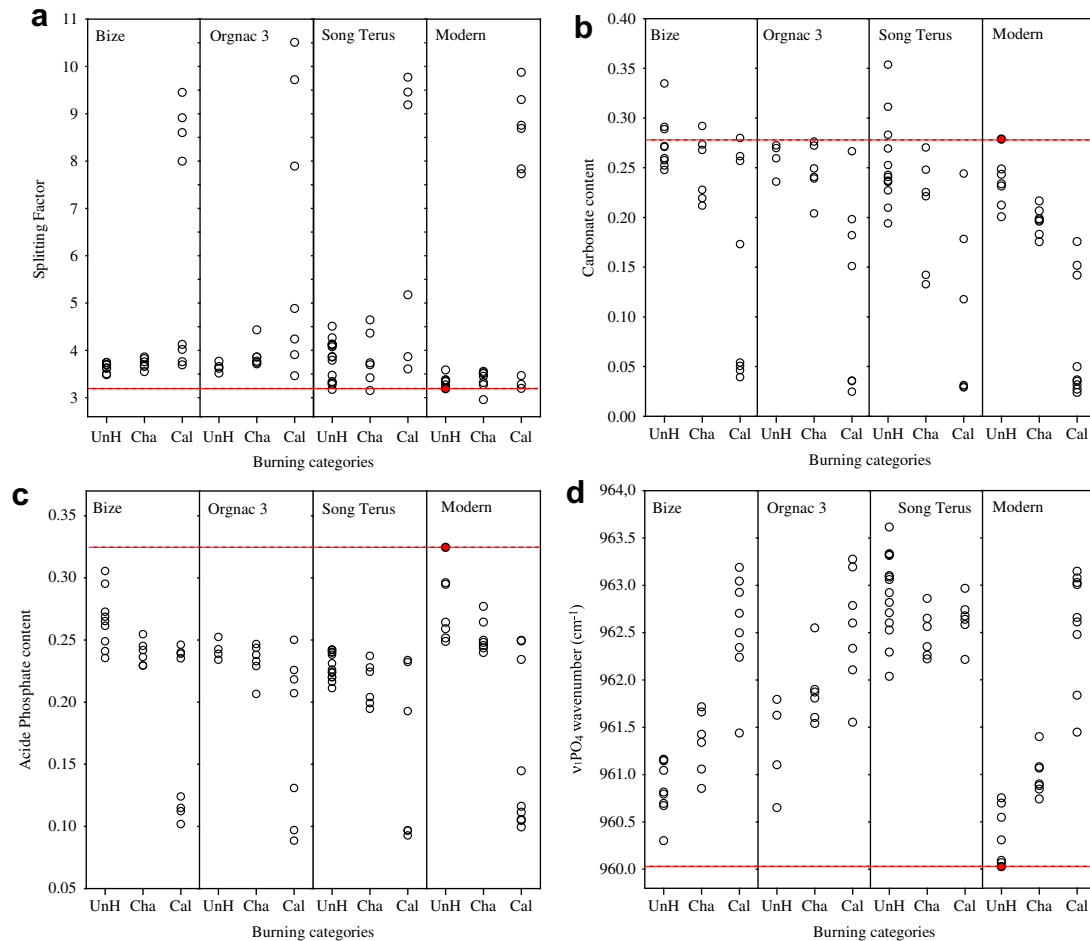 a
Bize
Orgnac 3
Song Terus
Modern
11
10
9
8
7
6
5
4
3
Splitting Factor
UnH Cha Cal UnH Cha Cal UnH Cha Cal UnH Cha Cal
Burning categories
b
Bize
Orgnac 3
Song Terus
Modern
0.40
0.35
0.30
0.25
0.20
0.15
0.10
0.05
0.00
Carbonate content
UnH Cha Cal UnH Cha Cal UnH Cha Cal UnH Cha Cal
Burning categories
c
Bize
Orgnac 3
Song Terus
Modern
0.35
0.30
0.25
0.20
0.15
0.10
0.05
Acide Phosphate content
UnH Cha Cal UnH Cha Cal UnH Cha Cal UnH Cha Cal
Burning categories
d
Bize
Orgnac 3
Song Terus
Modern
964.0
963.5
963.0
962.5
962.0
961.5
961.0
960.5
960.0
ν₁PO₄ wavenumber (cm⁻¹)
UnH Cha Cal UnH Cha Cal UnH Cha Cal UnH Cha Cal
Burning categories